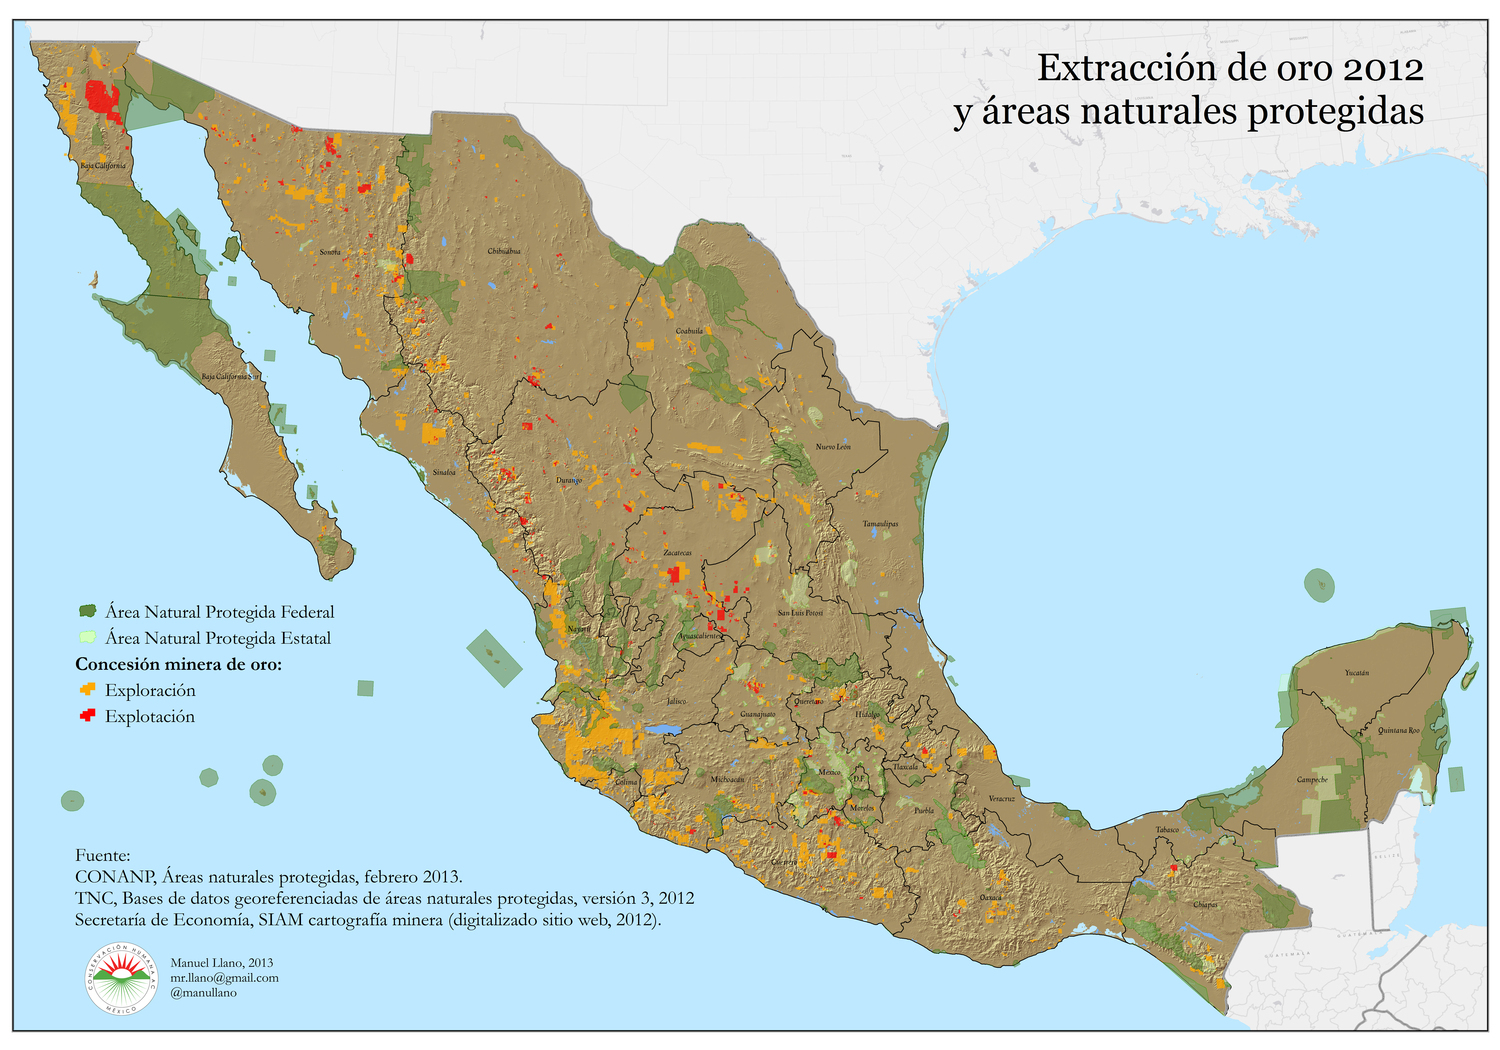 Extracción de oro 2012
y áreas naturales protegidas
Baja California
Sonora
Chihuahua
Coahuila
Baja California Sur
Nuevo León
Sinaloa
Durango
Tamaulipas
Zacatecas
San Luis Potosí
Aguascalientes
Nayarit
Jalisco
Guanajuato
Querétaro
Hidalgo
Yucatán
Quintana Roo
Campeche
Colima
Michoacán
México
D.F.
Tlaxcala
Morelos
Puebla
Veracruz
Tabasco
Guerrero
Oaxaca
Chiapas
BELIZE
GUATEMALA
GUATEMALA
Área Natural Protegida Federal
Área Natural Protegida Estatal
Concesión minera de oro:
Exploración
Explotación
Fuente:
CONANP, Áreas naturales protegidas, febrero 2013.
TNC, Bases de datos georeferenciadas de áreas naturales protegidas, versión 3, 2012
Secretaría de Economía, SIAM cartografía minera (digitalizado sitio web, 2012).
CONSERVACIÓN HUMANA A.C
MÉXICO
Manuel Llano, 2013
mr.llano@gmail.com
@manullano